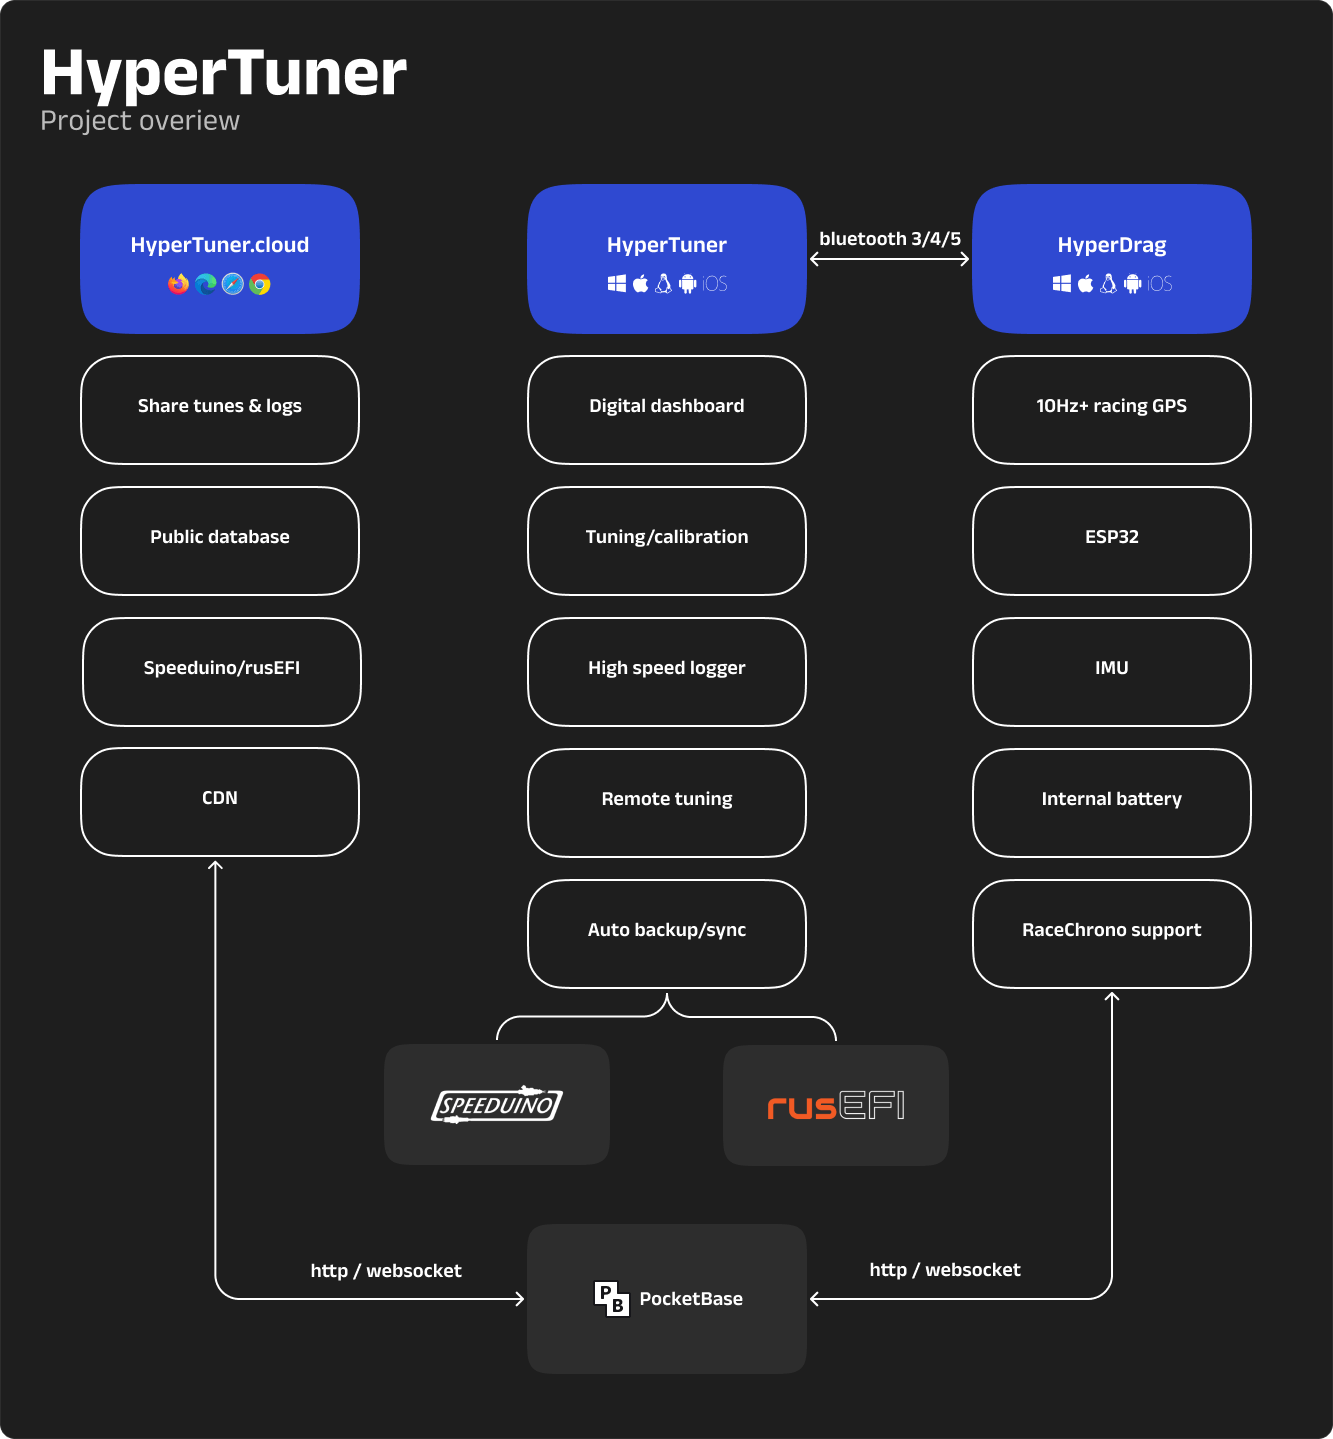 HyperTuner
Project overiew
HyperTuner.cloud
HyperTuner
iOS
bluetooth 3/4/5
HyperDrag
iOS
Share tunes & logs
Digital dashboard
10Hz+ racing GPS
Public database
Tuning/calibration
ESP32
Speeduino/rusEFI
High speed logger
IMU
CDN
Remote tuning
Internal battery
Auto backup/sync
RaceChrono support
SPEEDUINO
rusEFI
http / websocket
PB PocketBase
http / websocket